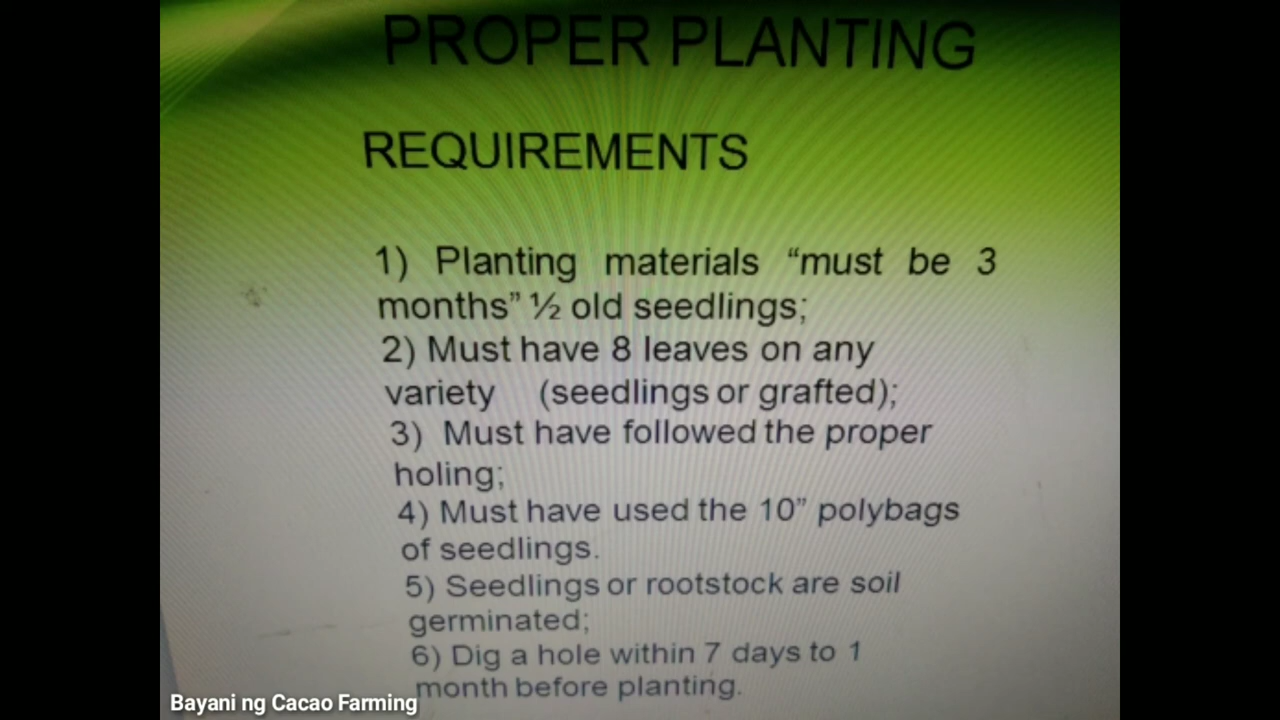 PROPER PLANTING
REQUIREMENTS
1) Planting materials “must be 3
months” ½ old seedlings;
2) Must have 8 leaves on any
variety (seedlings or grafted);
3) Must have followed the proper
holing;
4) Must have used the 10” polybags
of seedlings.
5) Seedlings or rootstock are soil
germinated;
6) Dig a hole within 7 days to 1
month before planting.
Bayani ng Cacao Farming